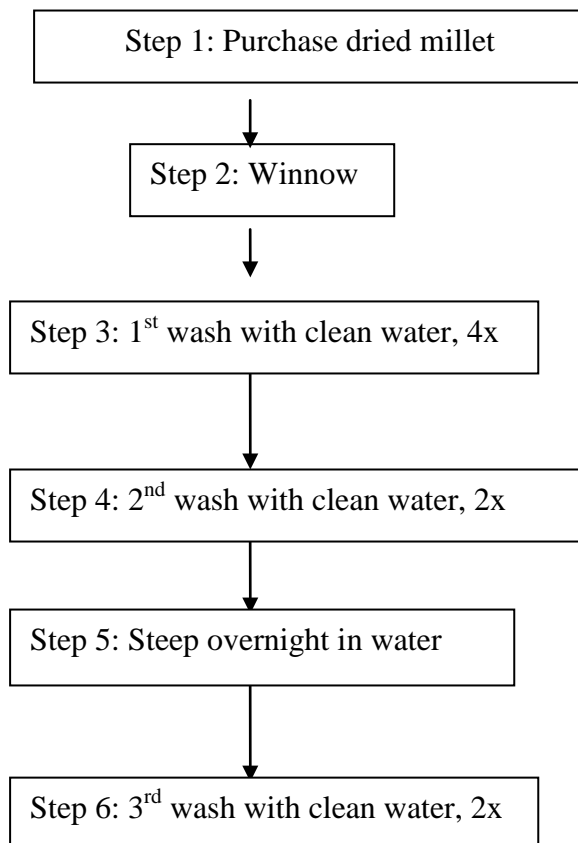 Step 1: Purchase dried millet
Step 2: Winnow
Step 3: 1st wash with clean water, 4x
Step 4: 2nd wash with clean water, 2x
Step 5: Steep overnight in water
Step 6: 3rd wash with clean water, 2x